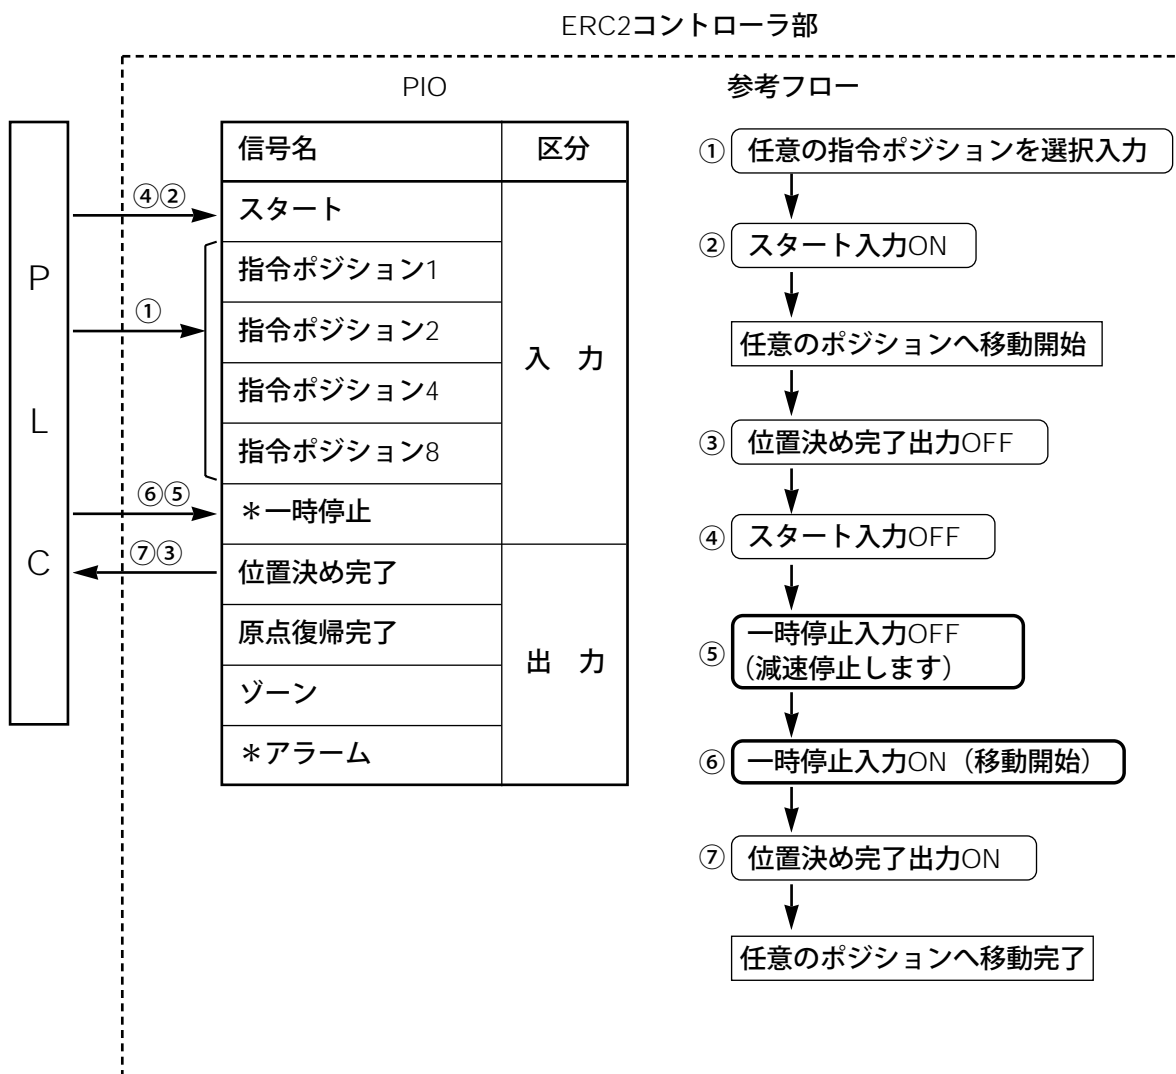 ERC2コントローラ部
PIO
参考フロー
P
L
C
④②
①
⑥⑤
⑦③
信号名 区分
スタート
指令ポジション1
指令ポジション2
指令ポジション4
指令ポジション8
＊一時停止
入 力
位置決め完了
原点復帰完了
ゾーン
＊アラーム
出 力
① 任意の指令ポジションを選択入力
② スタート入力ON
任意のポジションへ移動開始
③ 位置決め完了出力OFF
④ スタート入力OFF
⑤ 一時停止入力OFF
（減速停止します）
⑥ 一時停止入力ON（移動開始）
⑦ 位置決め完了出力ON
任意のポジションへ移動完了